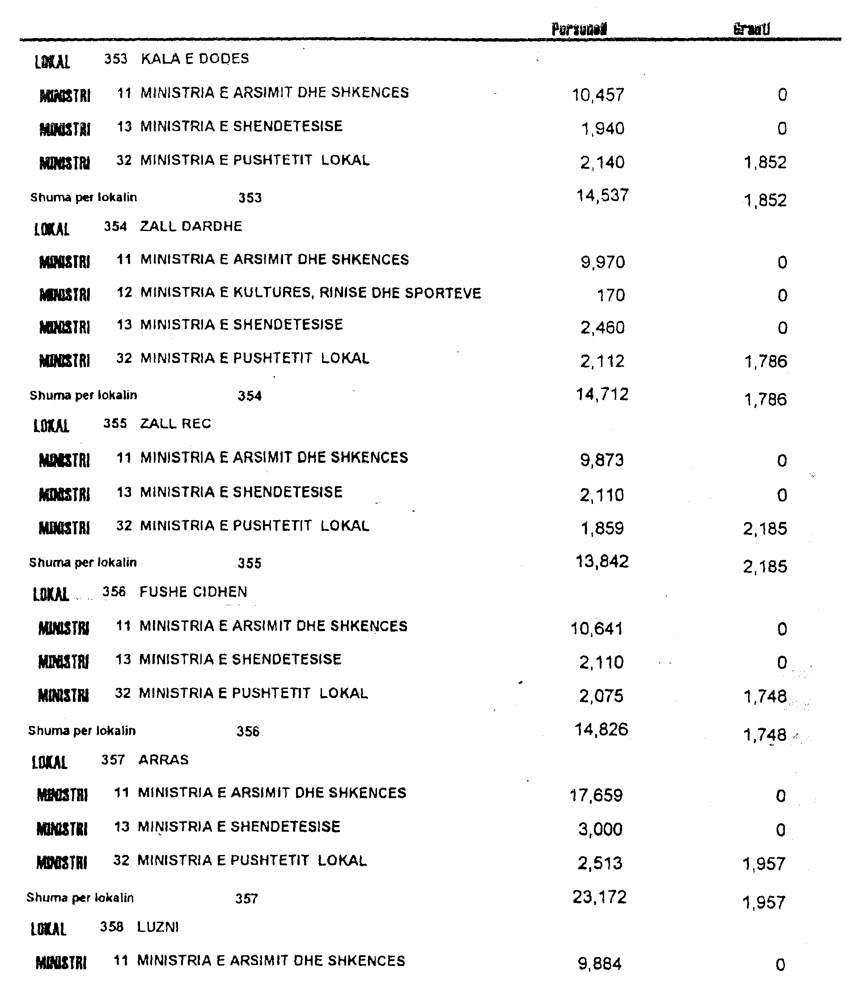 Personeli Granti
LOKAL 353 KALA E DODES
MINISTRI 11 MINISTRIA E ARSIMIT DHE SHKENCES 10,457 0
MINISTRI 13 MINISTRIA E SHENDETESISE 1,940 0
MINISTRI 32 MINISTRIA E PUSHTETIT LOKAL 2,140 1,852
Shuma per lokalin 353 14,537 1,852
LOKAL 354 ZALL DARDHE
MINISTRI 11 MINISTRIA E ARSIMIT DHE SHKENCES 9,970 0
MINISTRI 12 MINISTRIA E KULTURES, RINISE DHE SPORTEVE 170 0
MINISTRI 13 MINISTRIA E SHENDETESISE 2,460 0
MINISTRI 32 MINISTRIA E PUSHTETIT LOKAL 2,112 1,786
Shuma per lokalin 354 14,712 1,786
LOKAL 355 ZALL REC
MINISTRI 11 MINISTRIA E ARSIMIT DHE SHKENCES 9,873 0
MINISTRI 13 MINISTRIA E SHENDETESISE 2,110 0
MINISTRI 32 MINISTRIA E PUSHTETIT LOKAL 1,859 2,185
Shuma per lokalin 355 13,842 2,185
LOKAL 356 FUSHE CIDHEN
MINISTRI 11 MINISTRIA E ARSIMIT DHE SHKENCES 10,641 0
MINISTRI 13 MINISTRIA E SHENDETESISE 2,110 0
MINISTRI 32 MINISTRIA E PUSHTETIT LOKAL 2,075 1,748
Shuma per lokalin 356 14,826 1,748
LOKAL 357 ARRAS
MINISTRI 11 MINISTRIA E ARSIMIT DHE SHKENCES 17,659 0
MINISTRI 13 MINISTRIA E SHENDETESISE 3,000 0
MINISTRI 32 MINISTRIA E PUSHTETIT LOKAL 2,513 1,957
Shuma per lokalin 357 23,172 1,957
LOKAL 358 LUZNI
MINISTRI 11 MINISTRIA E ARSIMIT DHE SHKENCES 9,884 0